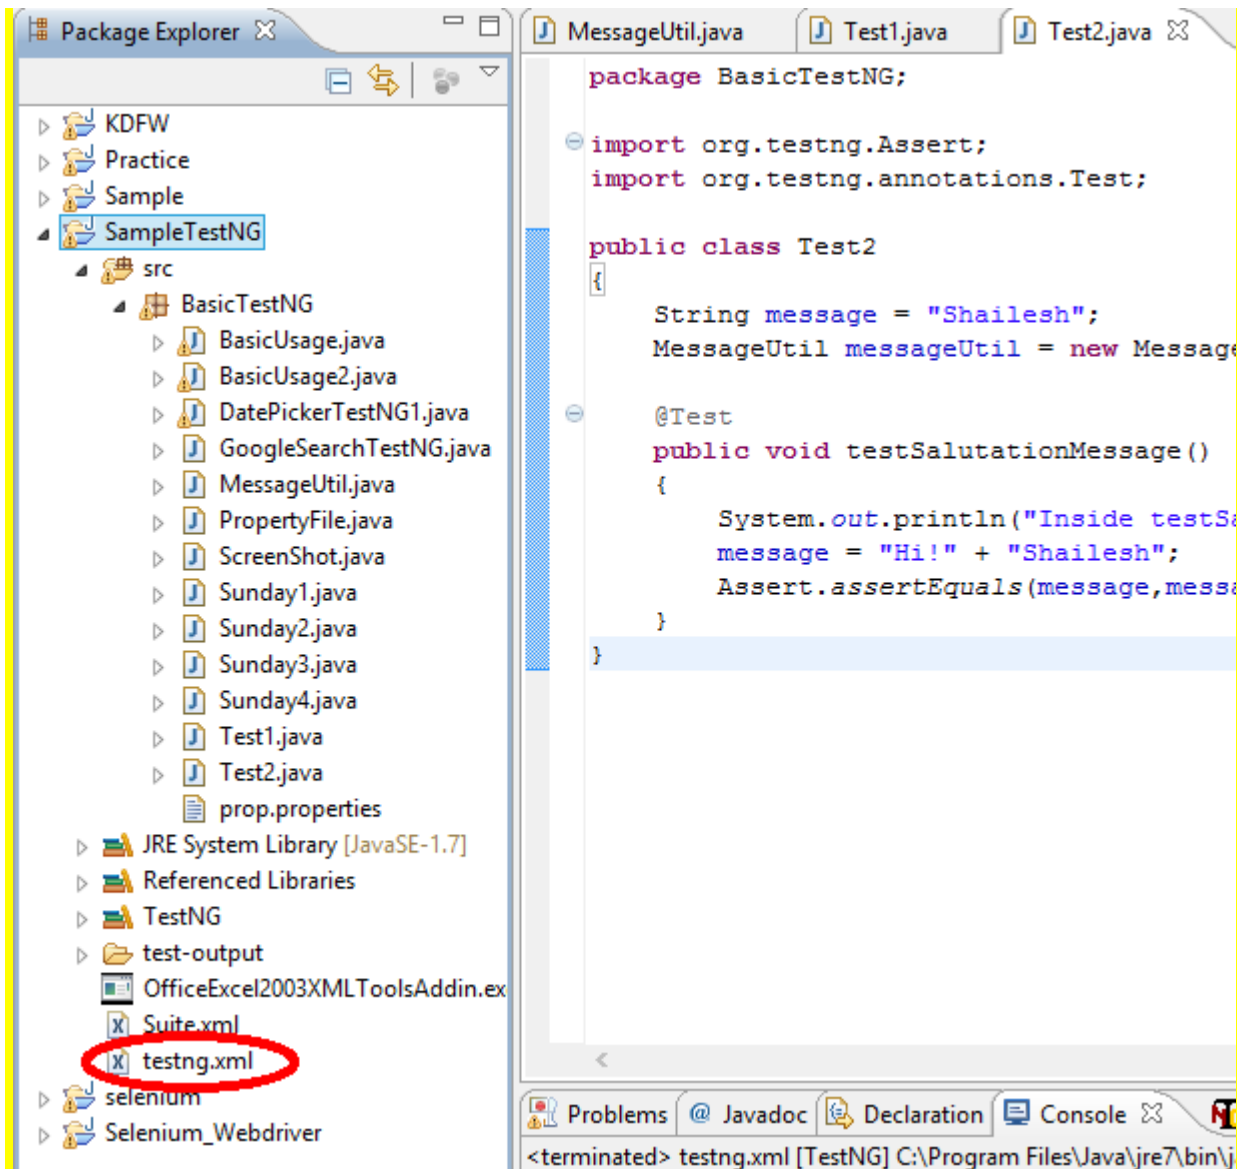 Package Explorer
KDFW
Practice
Sample
SampleTestNG
src
BasicTestNG
BasicUsage.java
BasicUsage2.java
DatePickerTestNG1.java
GoogleSearchTestNG.java
MessageUtil.java
PropertyFile.java
ScreenShot.java
Sunday1.java
Sunday2.java
Sunday3.java
Sunday4.java
Test1.java
Test2.java
prop.properties
JRE System Library [JavaSE-1.7]
Referenced Libraries
TestNG
test-output
OfficeExcel2003XMLToolsAddin.ex
Suite.xml
testng.xml
selenium
Selenium_Webdriver
MessageUtil.java Test1.java Test2.java
package BasicTestNG;
import org.testng.Assert;
import org.testng.annotations.Test;
public class Test2
{
String message = "Shailesh";
MessageUtil messageUtil = new Message
@Test
public void testSalutationMessage()
{
System.out.println("Inside testSa
message = "Hi!" + "Shailesh";
Assert.assertEquals(message,messa
}
}
Problems @ Javadoc Declaration Console
<terminated> testng.xml [TestNG] C:\Program Files\Java\jre7\bin\j